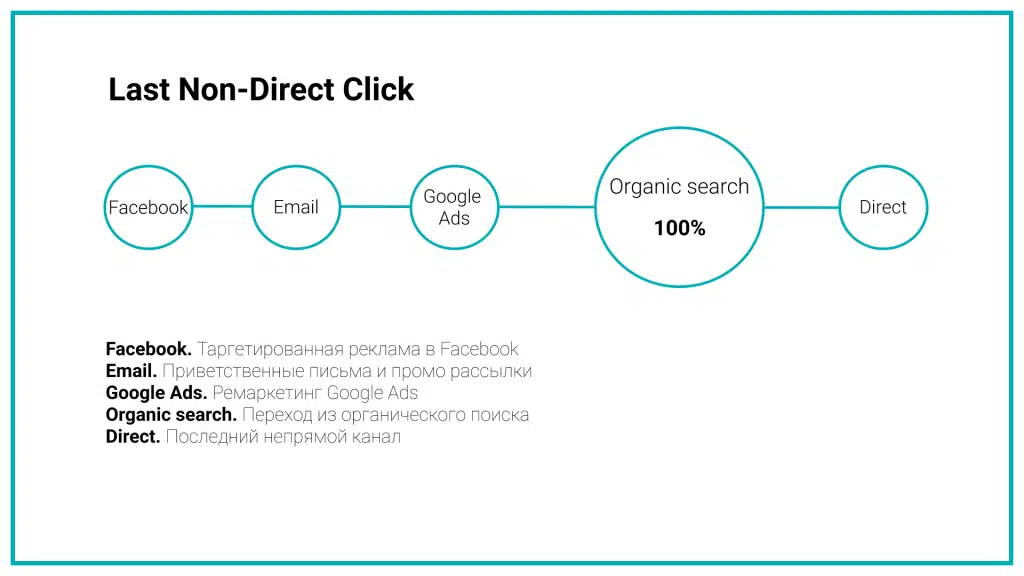 Last Non-Direct Click
Facebook
Email
Google
Ads
Organic search
100%
Direct
Facebook. Таргетированная реклама в Facebook
Email. Приветственные письма и промо рассылки
Google Ads. Ремаркетинг Google Ads
Organic search. Переход из органического поиска
Direct. Последний непрямой канал